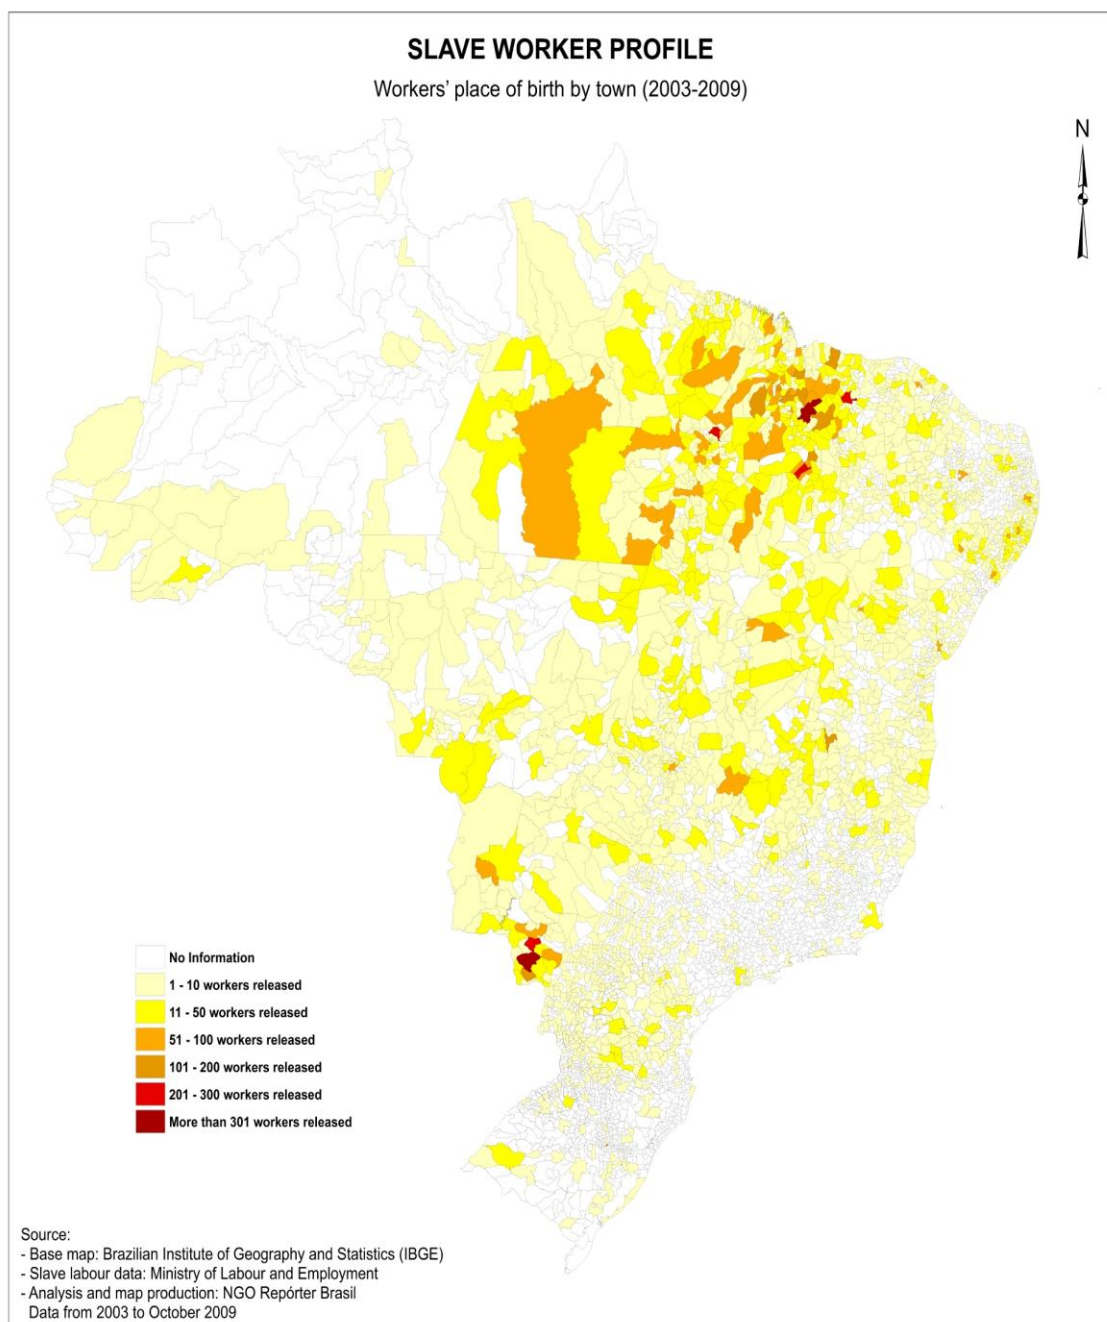 SLAVE WORKER PROFILE
Workers' place of birth by town (2003-2009)
N
No Information
1 - 10 workers released
11 - 50 workers released
51 - 100 workers released
101 - 200 workers released
201 - 300 workers released
More than 301 workers released
Source:
- Base map: Brazilian Institute of Geography and Statistics (IBGE)
- Slave labour data: Ministry of Labour and Employment
- Analysis and map production: NGO Repórter Brasil
Data from 2003 to October 2009